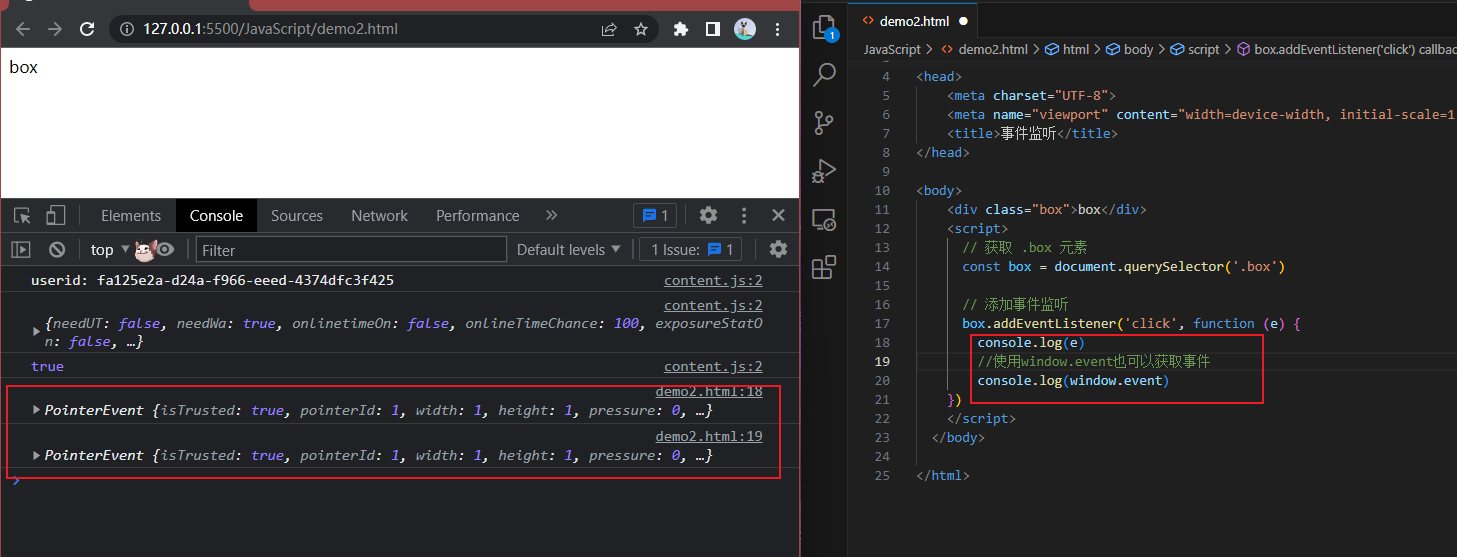 127.0.0.1:5500/JavaScript/demo2.html
box
Elements Console Sources Network Performance » 1
top Filter Default levels 1 Issue: 1
userid: fa125e2a-d24a-f966-eeed-4374dfc3f425 content.js:2
content.js:2
{needUT: false, needWa: true, onlinetimeOn: false, onlineTimeChance: 100, exposureStatO
n: false, …}
true content.js:2
demo2.html:18
PointerEvent {isTrusted: true, pointerId: 1, width: 1, height: 1, pressure: 0, …}
demo2.html:19
PointerEvent {isTrusted: true, pointerId: 1, width: 1, height: 1, pressure: 0, …}
1
demo2.html
JavaScript > demo2.html > html > body > script > box.addEventListener('click') callba
4 <head>
5 <meta charset="UTF-8">
6 <meta name="viewport" content="width=device-width, initial-scale=1
7 <title>事件监听</title>
8 </head>
9
10 <body>
11 <div class="box">box</div>
12 <script>
13 // 获取 .box 元素
14 const box = document.querySelector('.box')
15
16 // 添加事件监听
17 box.addEventListener('click', function (e) {
18 console.log(e)
19 //使用window.event也可以获取事件
20 console.log(window.event)
21 })
22 </script>
23 </body>
24
25 </html>